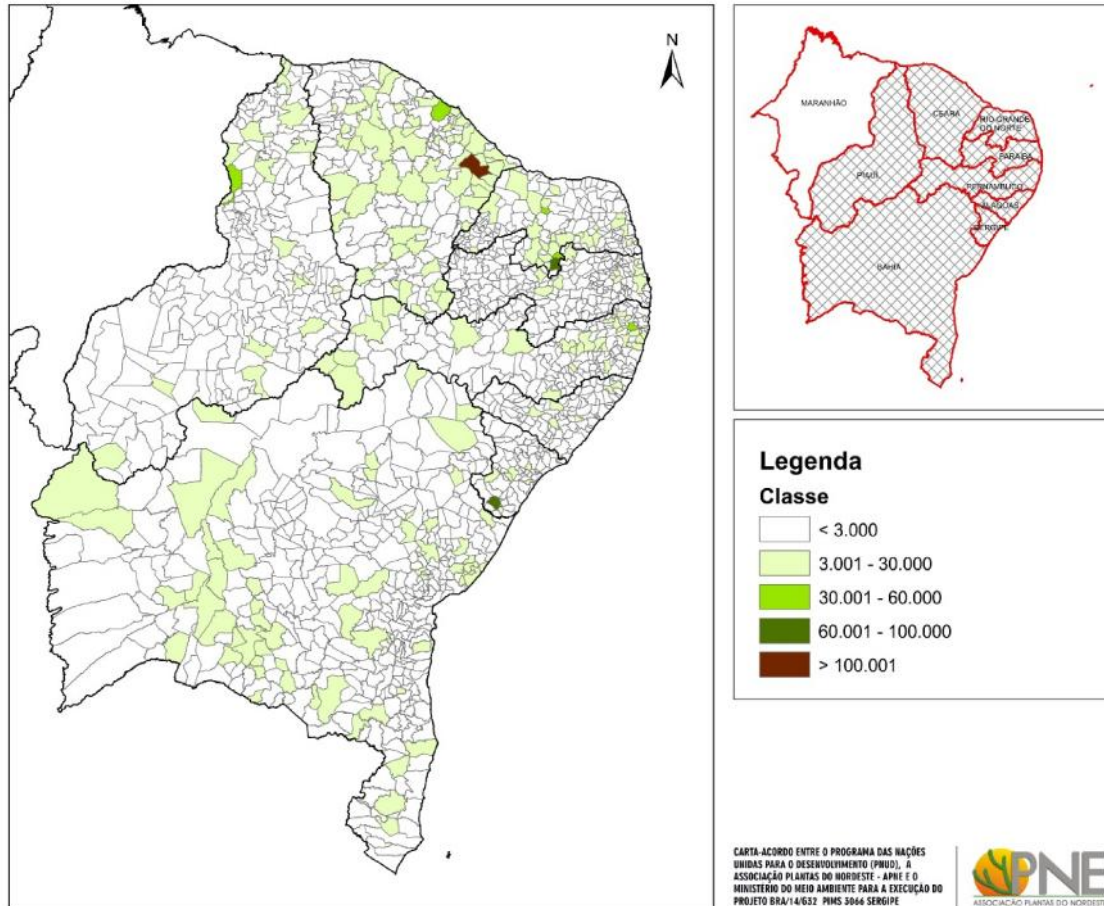 N
MARANHÃO
CEARÁ
RIO GRANDE
DO NORTE
PARAÍBA
PIAUÍ
PERNAMBUCO
ALAGOAS
SERGIPE
BAHIA
Legenda
Classe
< 3.000
3.001 - 30.000
30.001 - 60.000
60.001 - 100.000
> 100.001
CARTA-ACORDO ENTRE O PROGRAMA DAS NAÇÕES
UNIDAS PARA O DESENVOLVIMENTO (PNUD), A
ASSOCIAÇÃO PLANTAS DO NORDESTE - APNE E O
MINISTÉRIO DO MEIO AMBIENTE PARA A EXECUÇÃO DO
PROJETO BRA/14/G32 PIMS 3066 SERGIPE
APNE
ASSOCIAÇÃO PLANTAS DO NORDESTE